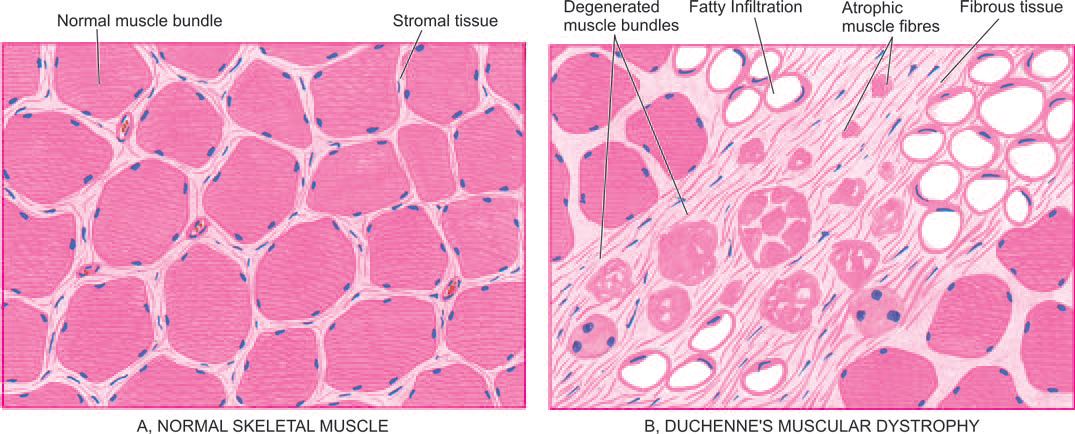 Normal muscle bundle
Stromal tissue
A, NORMAL SKELETAL MUSCLE
Degenerated
muscle bundles
Fatty Infiltration
Atrophic
muscle fibres
Fibrous tissue
B, DUCHENNE'S MUSCULAR DYSTROPHY